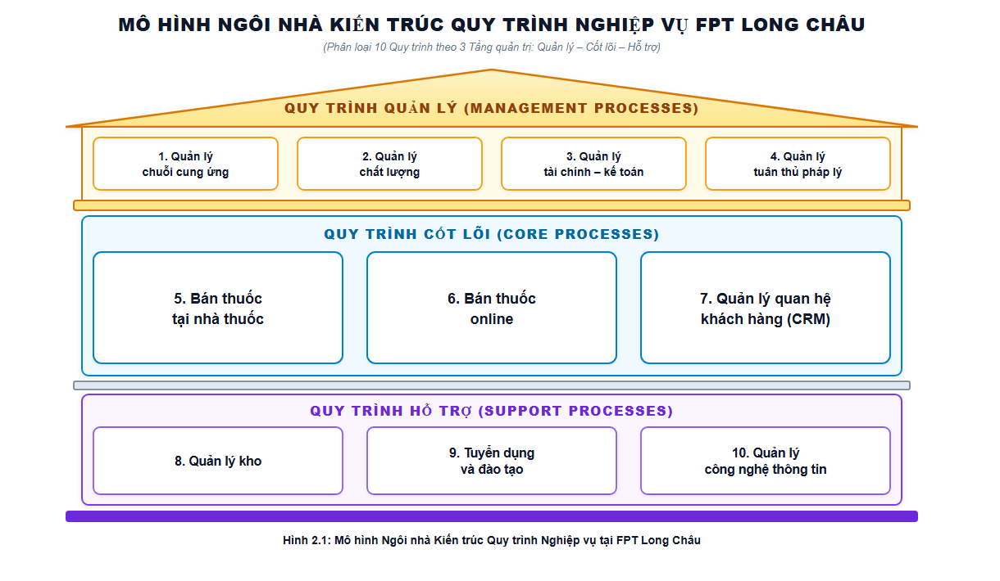 MÔ HÌNH NGÔI NHÀ KIẾN TRÚC QUY TRÌNH NGHIỆP VỤ FPT LONG CHÂU
(Phân loại 10 Quy trình theo 3 Tầng quản trị: Quản lý – Cốt lõi – Hỗ trợ)
QUY TRÌNH QUẢN LÝ (MANAGEMENT PROCESSES)
1. Quản lý
chuỗi cung ứng
2. Quản lý
chất lượng
3. Quản lý
tài chính – kế toán
4. Quản lý
tuân thủ pháp lý
QUY TRÌNH CỐT LÕI (CORE PROCESSES)
5. Bán thuốc
tại nhà thuốc
6. Bán thuốc
online
7. Quản lý quan hệ
khách hàng (CRM)
QUY TRÌNH HỖ TRỢ (SUPPORT PROCESSES)
8. Quản lý kho
9. Tuyển dụng
và đào tạo
10. Quản lý
công nghệ thông tin
Hình 2.1: Mô hình Ngôi nhà Kiến trúc Quy trình Nghiệp vụ tại FPT Long Châu